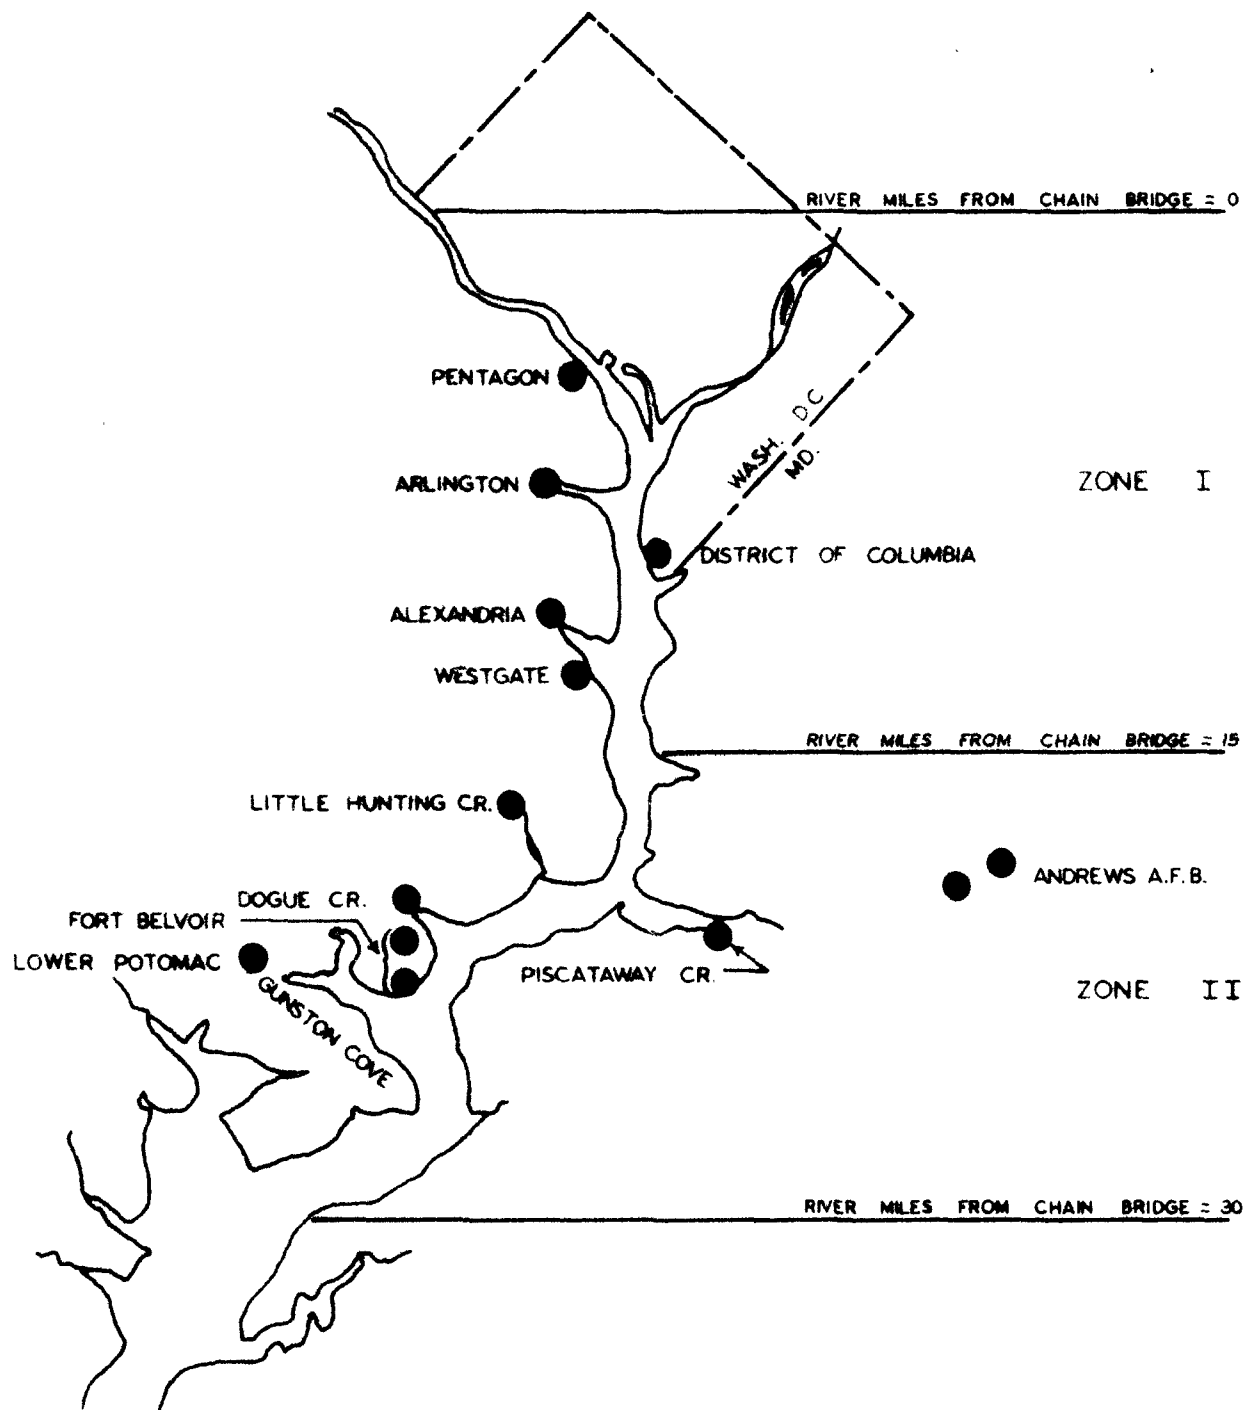 RIVER MILES FROM CHAIN BRIDGE = 0
PENTAGON
WASH. D C
MD.
ARLINGTON
ZONE I
DISTRICT OF COLUMBIA
ALEXANDRIA
WESTGATE
RIVER MILES FROM CHAIN BRIDGE = 15
LITTLE HUNTING CR.
ANDREWS A.F.B.
DOGUE CR.
FORT BELVOIR
LOWER POTOMAC
PISCATAWAY CR.
GUNSTON COVE
ZONE II
RIVER MILES FROM CHAIN BRIDGE = 30